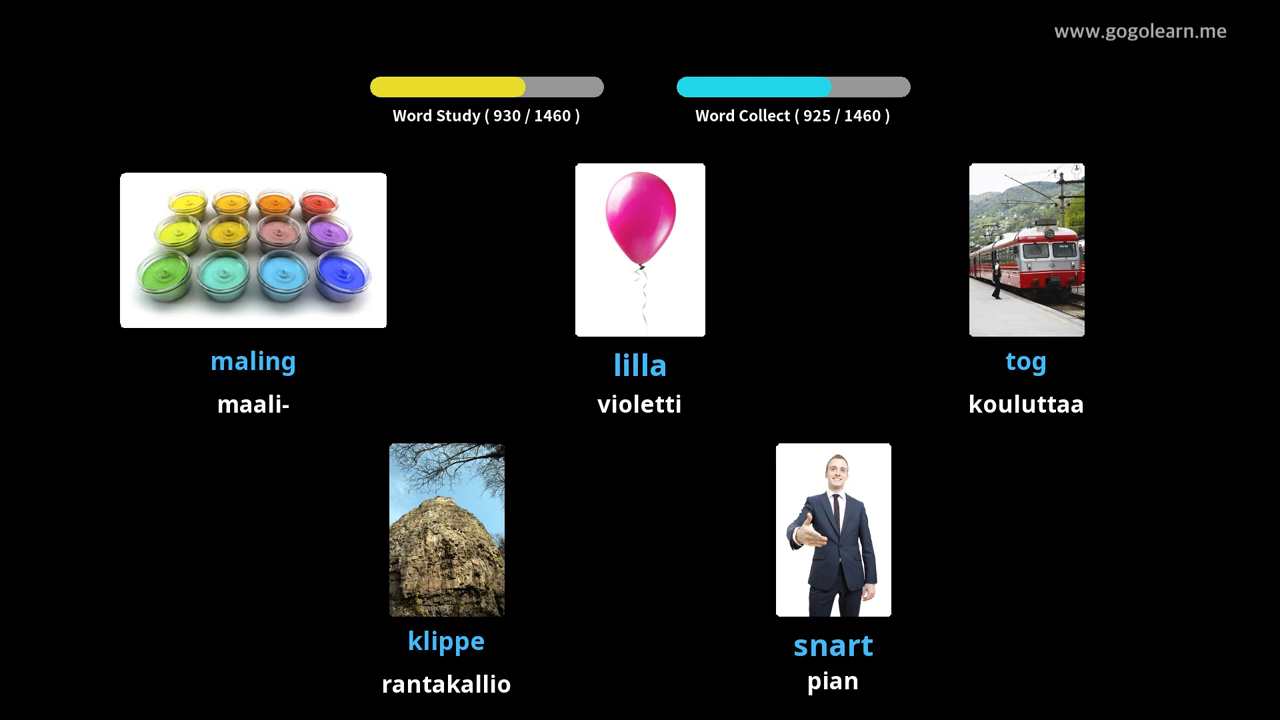 www.gogolearn.me
Word Study ( 930 / 1460 )
Word Collect ( 925 / 1460 )
maling
maali-
lilla
violetti
tog
kouluttaa
klippe
rantakallio
snart
pian